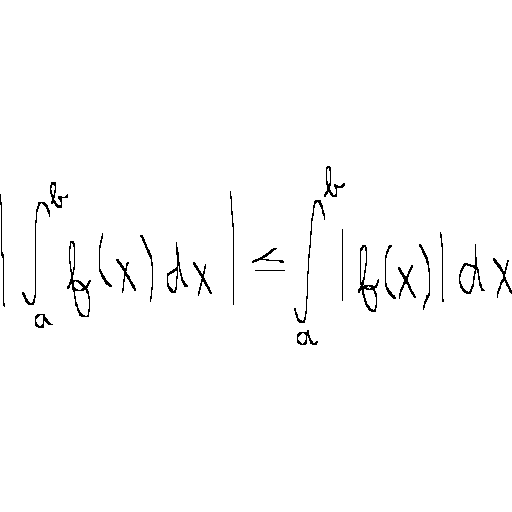 |∫_a^b f(x) dx| ≤ ∫_a^b |f(x)| dx